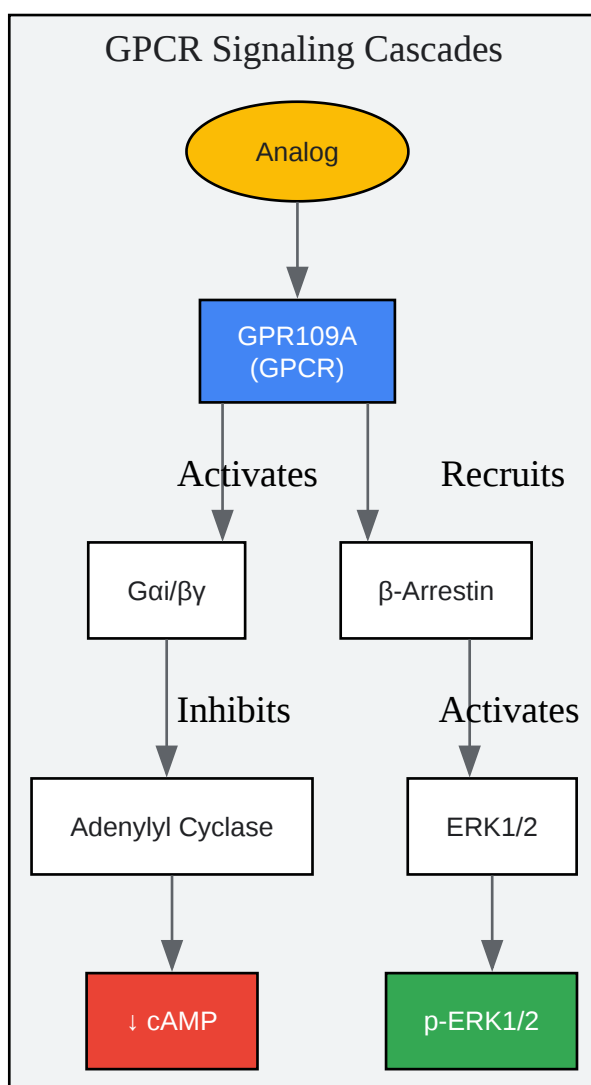 GPCR Signaling Cascades
Analog
GPR109A
(GPCR)
Activates
Recruits
Gαi/βγ
β-Arrestin
Inhibits
Activates
Adenylyl Cyclase
ERK1/2
↓ cAMP
p-ERK1/2